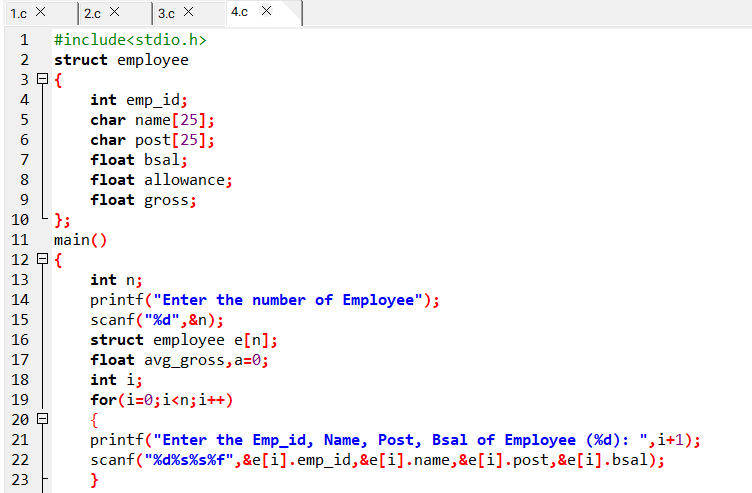 1.c × 2.c × 3.c × 4.c ×
1 #include<stdio.h>
2 struct employee
3 {
4 int emp_id;
5 char name[25];
6 char post[25];
7 float bsal;
8 float allowance;
9 float gross;
10 };
11 main()
12 {
13 int n;
14 printf("Enter the number of Employee");
15 scanf("%d",&n);
16 struct employee e[n];
17 float avg_gross,a=0;
18 int i;
19 for(i=0;i<n;i++)
20 {
21 printf("Enter the Emp_id, Name, Post, Bsal of Employee (%d): ",i+1);
22 scanf("%d%s%s%f",&e[i].emp_id,&e[i].name,&e[i].post,&e[i].bsal);
23 }